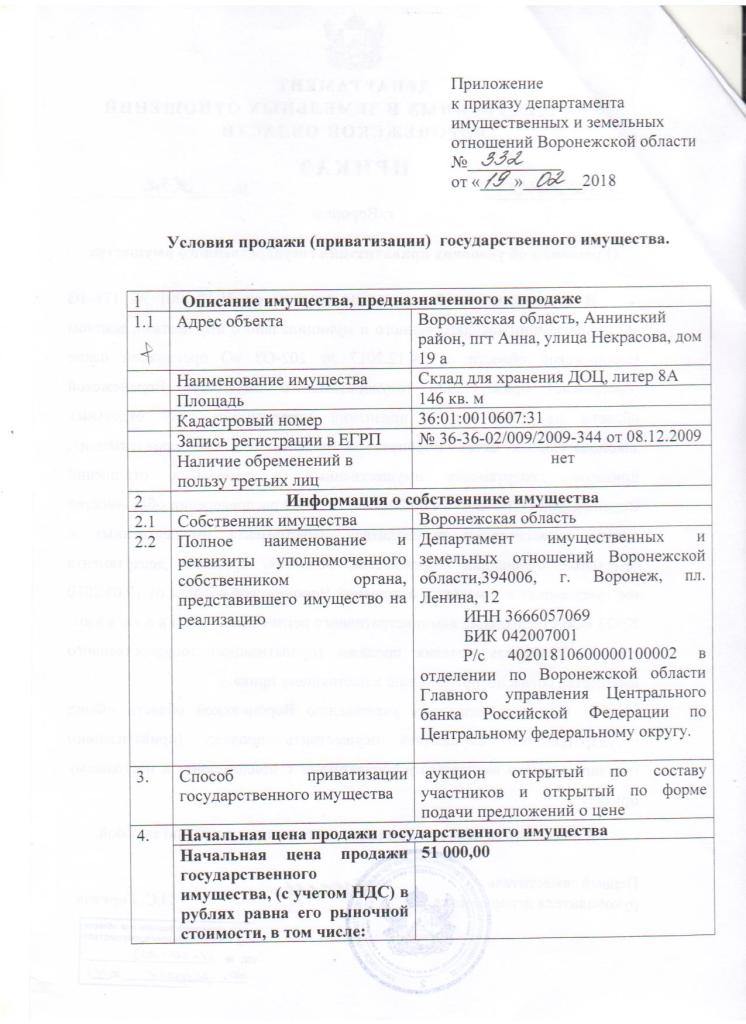 Приложение
к приказу департамента
имущественных и земельных
отношений Воронежской области
№ 332
от «19» 02 2018
Условия продажи (приватизации) государственного имущества.
1 Описание имущества, предназначенного к продаже
1.1 Адрес объекта Воронежская область, Аннинский
район, пгт Анна, улица Некрасова, дом
19 а
Наименование имущества Склад для хранения ДОЦ, литер 8А
Площадь 146 кв. м
Кадастровый номер 36:01:0010607:31
Запись регистрации в ЕГРП № 36-36-02/009/2009-344 от 08.12.2009
Наличие обременений в нет
пользу третьих лиц
2 Информация о собственнике имущества
2.1 Собственник имущества Воронежская область
2.2 Полное наименование и Департамент имущественных и
реквизиты уполномоченного земельных отношений Воронежской
собственником органа, области,394006, г. Воронеж, пл.
представившего имущество на Ленина, 12
реализацию ИНН 3666057069
БИК 042007001
Р/с 40201810600000100002 в
отделении по Воронежской области
Главного управления Центрального
банка Российской Федерации по
Центральному федеральному округу.
3. Способ приватизации аукцион открытый по составу
государственного имущества участников и открытый по форме
подачи предложений о цене
4. Начальная цена продажи государственного имущества
Начальная цена продажи 51 000,00
государственного
имущества, (с учетом НДС) в
рублях равна его рыночной
стоимости, в том числе: